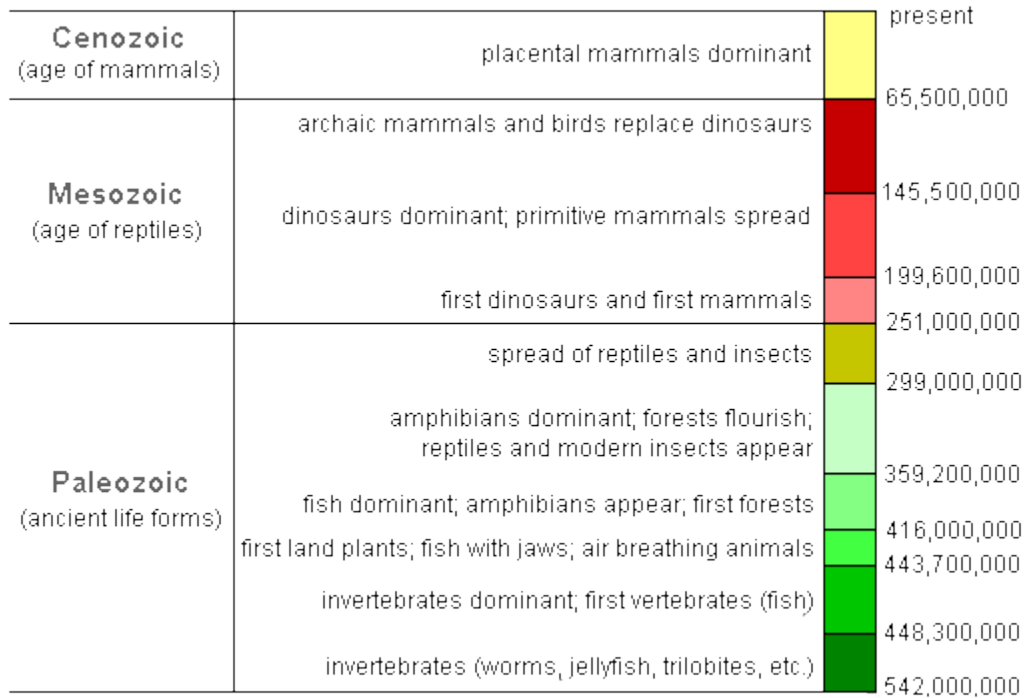 present
Cenozoic
(age of mammals)
placental mammals dominant
65,500,000
archaic mammals and birds replace dinosaurs
145,500,000
Mesozoic
(age of reptiles)
dinosaurs dominant; primitive mammals spread
199,600,000
first dinosaurs and first mammals
251,000,000
spread of reptiles and insects
299,000,000
amphibians dominant; forests flourish;
reptiles and modern insects appear
359,200,000
Paleozoic
(ancient life forms)
fish dominant; amphibians appear; first forests
416,000,000
first land plants; fish with jaws; air breathing animals
443,700,000
invertebrates dominant; first vertebrates (fish)
448,300,000
invertebrates (worms, jellyfish, trilobites, etc.)
542,000,000